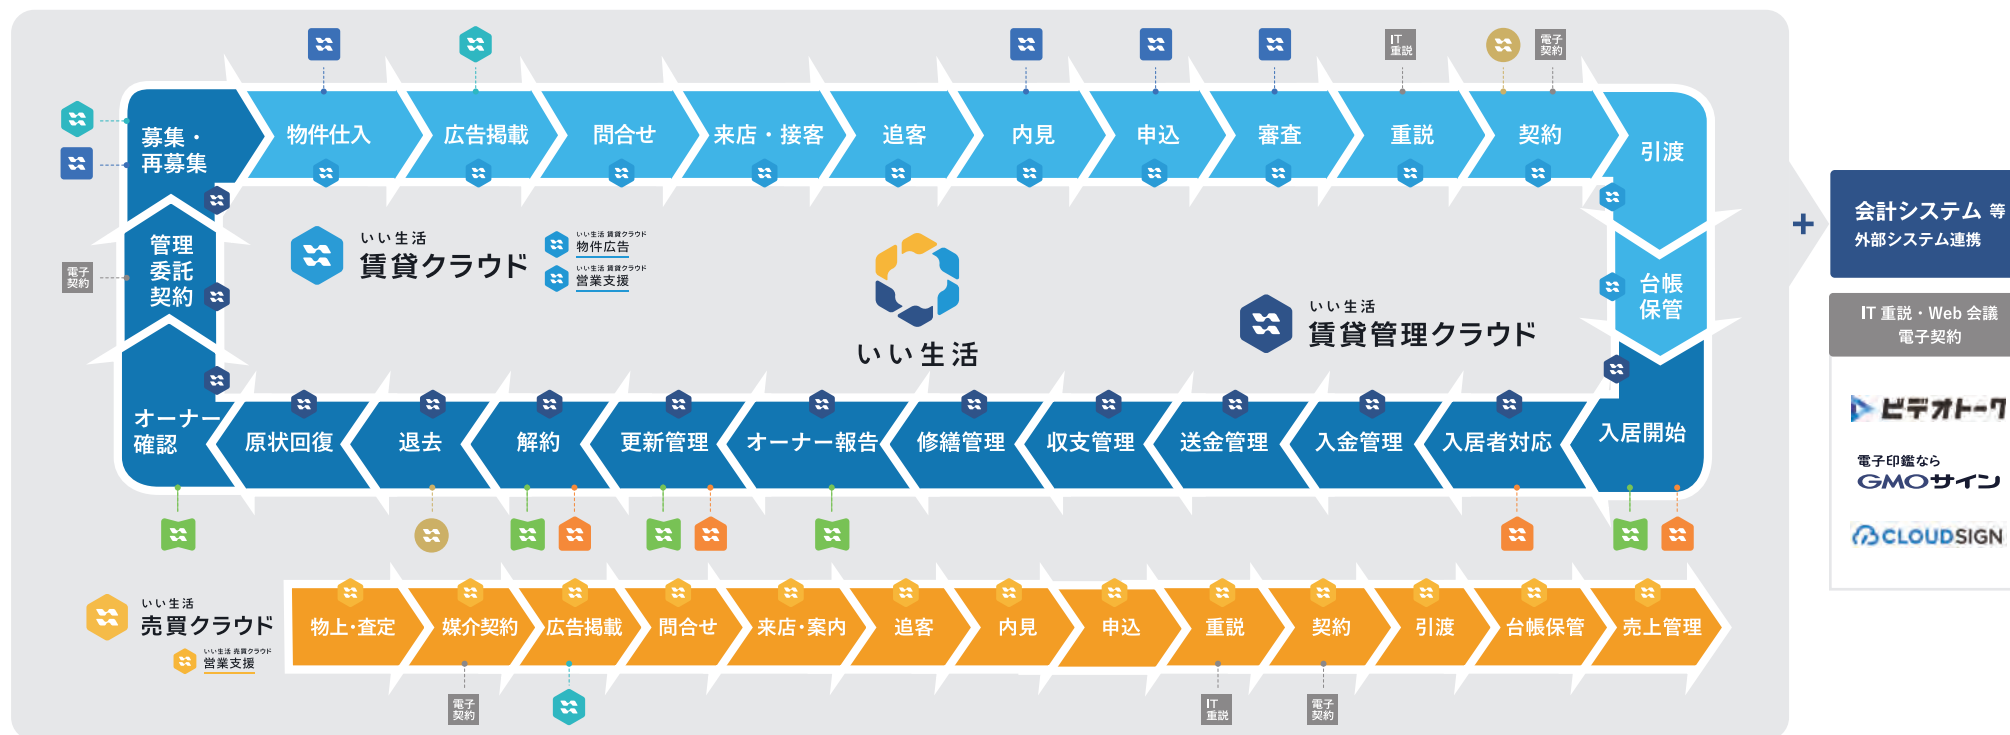 IT
重説
電子
契約
募集・
再募集
物件仕入
広告掲載
問合せ
来店・接客
追客
内見
申込
審査
重説
契約
引渡
台帳
保管
入居開始
入居者対応
入金管理
送金管理
収支管理
修繕管理
オーナー報告
更新管理
解約
退去
原状回復
オーナー
確認
管理
委託
契約
電子
契約
いい生活
賃貸クラウド
いい生活 賃貸クラウド
物件広告
いい生活 賃貸クラウド
営業支援
いい生活
いい生活
賃貸管理クラウド
いい生活
売買クラウド
いい生活 売買クラウド
営業支援
物上・査定
媒介契約
広告掲載
問合せ
来店・案内
追客
内見
申込
重説
契約
引渡
台帳保管
売上管理
電子
契約
IT
重説
電子
契約
+
会計システム 等
外部システム連携
IT 重説・Web 会議
電子契約
ビデオトーク
電子印鑑なら
GMOサイン
CLOUDSIGN